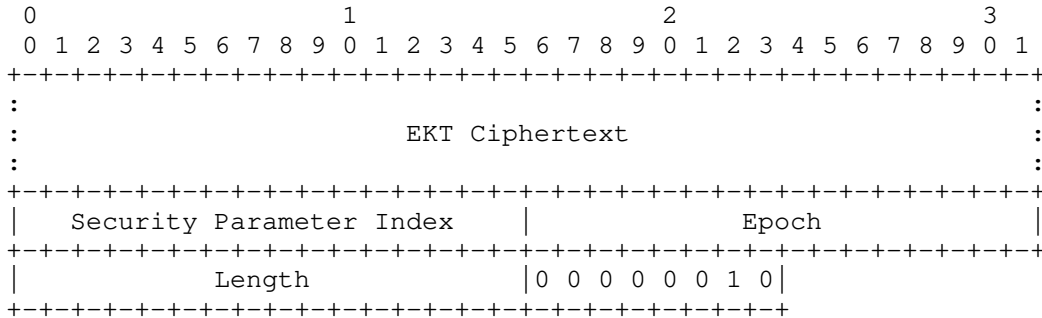 0                   1                   2                   3
 0 1 2 3 4 5 6 7 8 9 0 1 2 3 4 5 6 7 8 9 0 1 2 3 4 5 6 7 8 9 0 1
+-+-+-+-+-+-+-+-+-+-+-+-+-+-+-+-+-+-+-+-+-+-+-+-+-+-+-+-+-+-+-+-+
:                                                               :
:                        EKT Ciphertext                         :
:                                                               :
+-+-+-+-+-+-+-+-+-+-+-+-+-+-+-+-+-+-+-+-+-+-+-+-+-+-+-+-+-+-+-+-+
|   Security Parameter Index    |             Epoch             |
+-+-+-+-+-+-+-+-+-+-+-+-+-+-+-+-+-+-+-+-+-+-+-+-+-+-+-+-+-+-+-+-+
|            Length             |0 0 0 0 0 0 1 0|
+-+-+-+-+-+-+-+-+-+-+-+-+-+-+-+-+-+-+-+-+-+-+-+-+